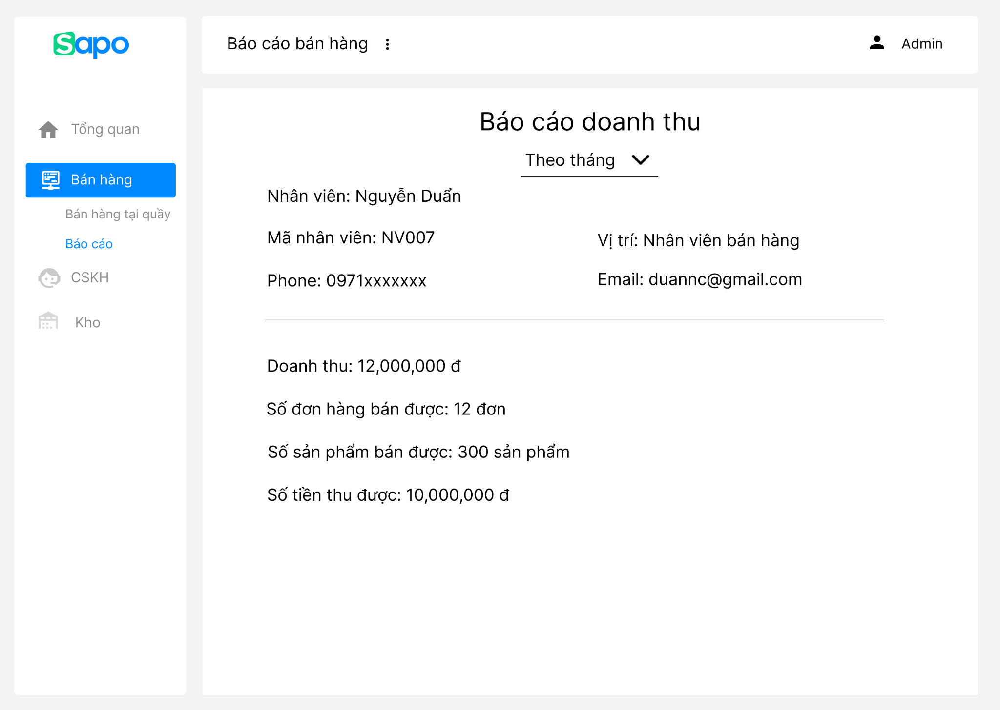 Sapo
Báo cáo bán hàng
Admin
Tổng quan
Bán hàng
Bán hàng tại quầy
Báo cáo
CSKH
Kho
Báo cáo doanh thu
Theo tháng
Nhân viên: Nguyễn Duẩn
Mã nhân viên: NV007
Vị trí: Nhân viên bán hàng
Phone: 0971xxxxxxx
Email: duannc@gmail.com
Doanh thu: 12,000,000 đ
Số đơn hàng bán được: 12 đơn
Số sản phẩm bán được: 300 sản phẩm
Số tiền thu được: 10,000,000 đ